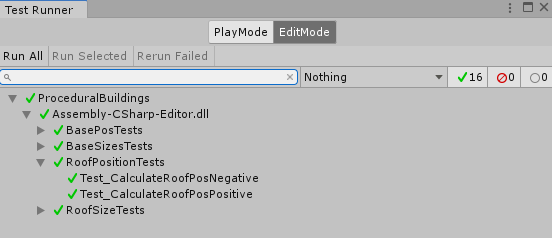 Test Runner
PlayMode EditMode
Run All Run Selected Rerun Failed
Nothing 16 0 0
ProceduralBuildings
Assembly-CSharp-Editor.dll
BasePosTests
BaseSizesTests
RoofPositionTests
Test_CalculateRoofPosNegative
Test_CalculateRoofPosPositive
RoofSizeTests